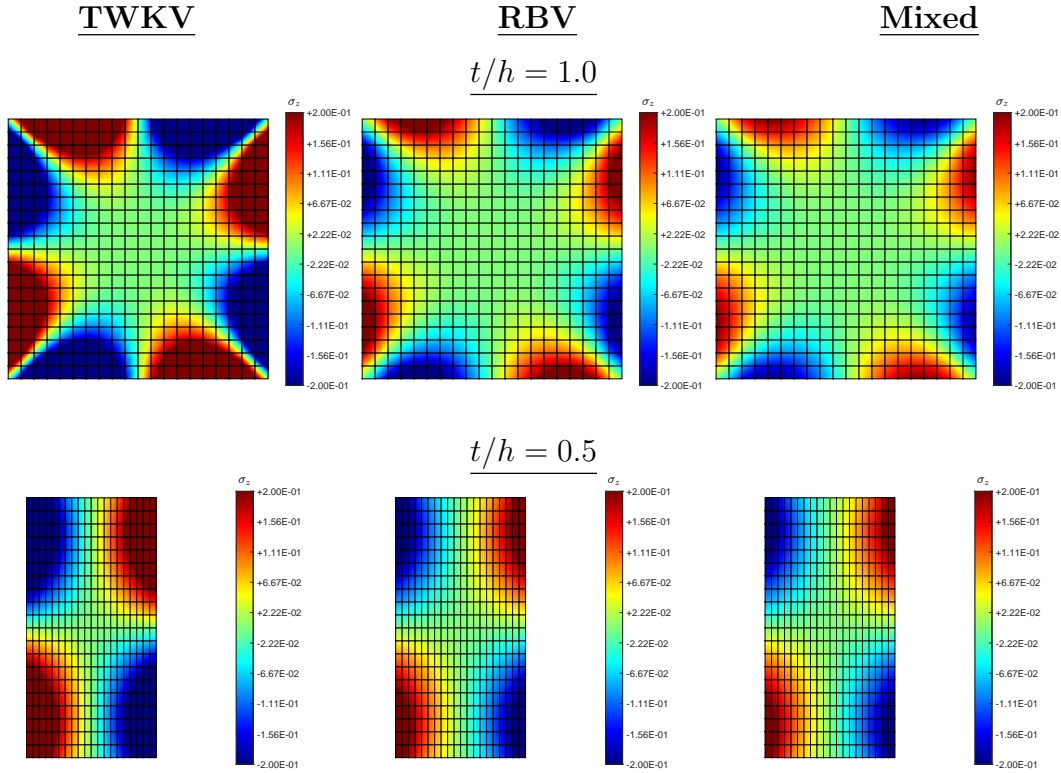 TWKV RBV Mixed
t/h = 1.0
σz σz σz
+2.00E-01 +2.00E-01 +2.00E-01
+1.56E-01 +1.56E-01 +1.56E-01
+1.11E-01 +1.11E-01 +1.11E-01
+6.67E-02 +6.67E-02 +6.67E-02
+2.22E-02 +2.22E-02 +2.22E-02
-2.22E-02 -2.22E-02 -2.22E-02
-6.67E-02 -6.67E-02 -6.67E-02
-1.11E-01 -1.11E-01 -1.11E-01
-1.56E-01 -1.56E-01 -1.56E-01
-2.00E-01 -2.00E-01 -2.00E-01
t/h = 0.5
σz σz σz
+2.00E-01 +2.00E-01 +2.00E-01
+1.56E-01 +1.56E-01 +1.56E-01
+1.11E-01 +1.11E-01 +1.11E-01
+6.67E-02 +6.67E-02 +6.67E-02
+2.22E-02 +2.22E-02 +2.22E-02
-2.22E-02 -2.22E-02 -2.22E-02
-6.67E-02 -6.67E-02 -6.67E-02
-1.11E-01 -1.11E-01 -1.11E-01
-1.56E-01 -1.56E-01 -1.56E-01
-2.00E-01 -2.00E-01 -2.00E-01